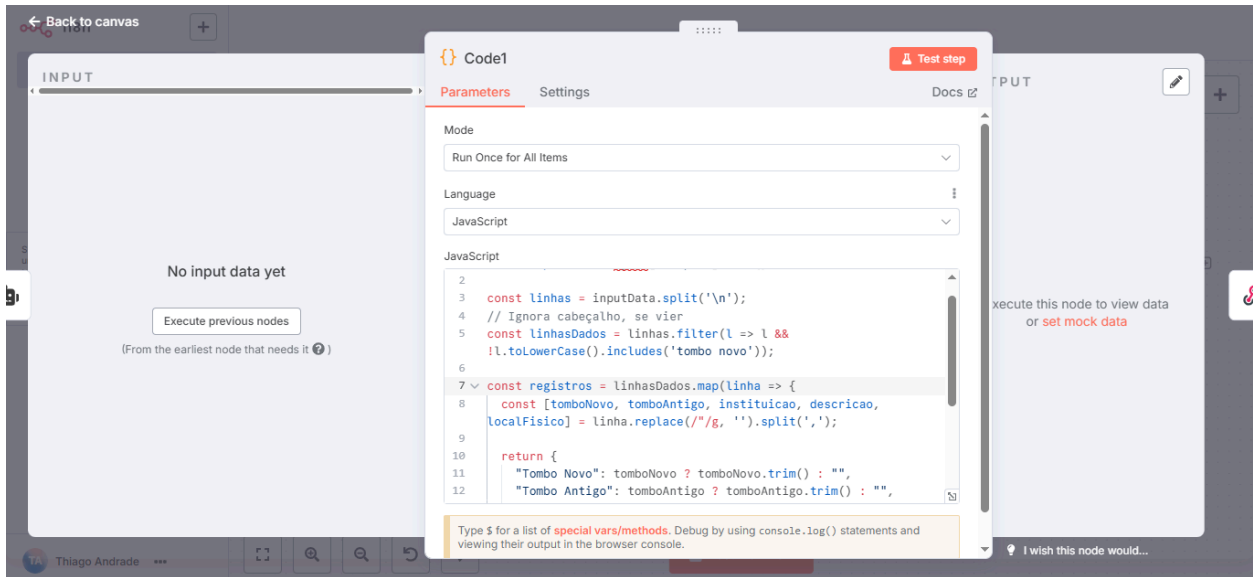 ← Back to canvas
n8n
INPUT
No input data yet
Execute previous nodes
(From the earliest node that needs it ?)
{} Code1
Test step
Parameters Settings Docs
Mode
Run Once for All Items
Language
JavaScript
JavaScript
2
3 const linhas = inputData.split('\n');
4 // Ignora cabeçalho, se vier
5 const linhasDados = linhas.filter(l => l &&
!l.toLowerCase().includes('tombo novo'));
6
7 const registros = linhasDados.map(linha => {
8 const [tomboNovo, tomboAntigo, instituicao, descricao,
localFisico] = linha.replace(/"/g, '').split(',');
9
10 return {
11 "Tombo Novo": tomboNovo ? tomboNovo.trim() : "",
12 "Tombo Antigo": tomboAntigo ? tomboAntigo.trim() : "",
Type $ for a list of special vars/methods. Debug by using console.log() statements and
viewing their output in the browser console.
TPUT
xecute this node to view data
or set mock data
I wish this node would...
TA Thiago Andrade